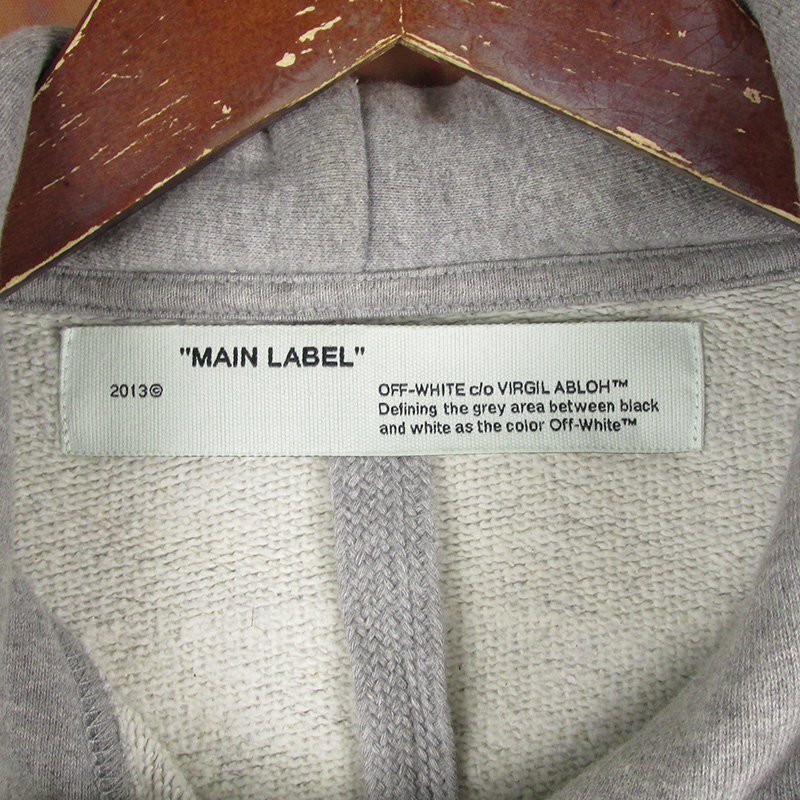 "MAIN LABEL"
2013© OFF-WHITE c/o VIRGIL ABLOH™
Defining the grey area between black
and white as the color Off-White™